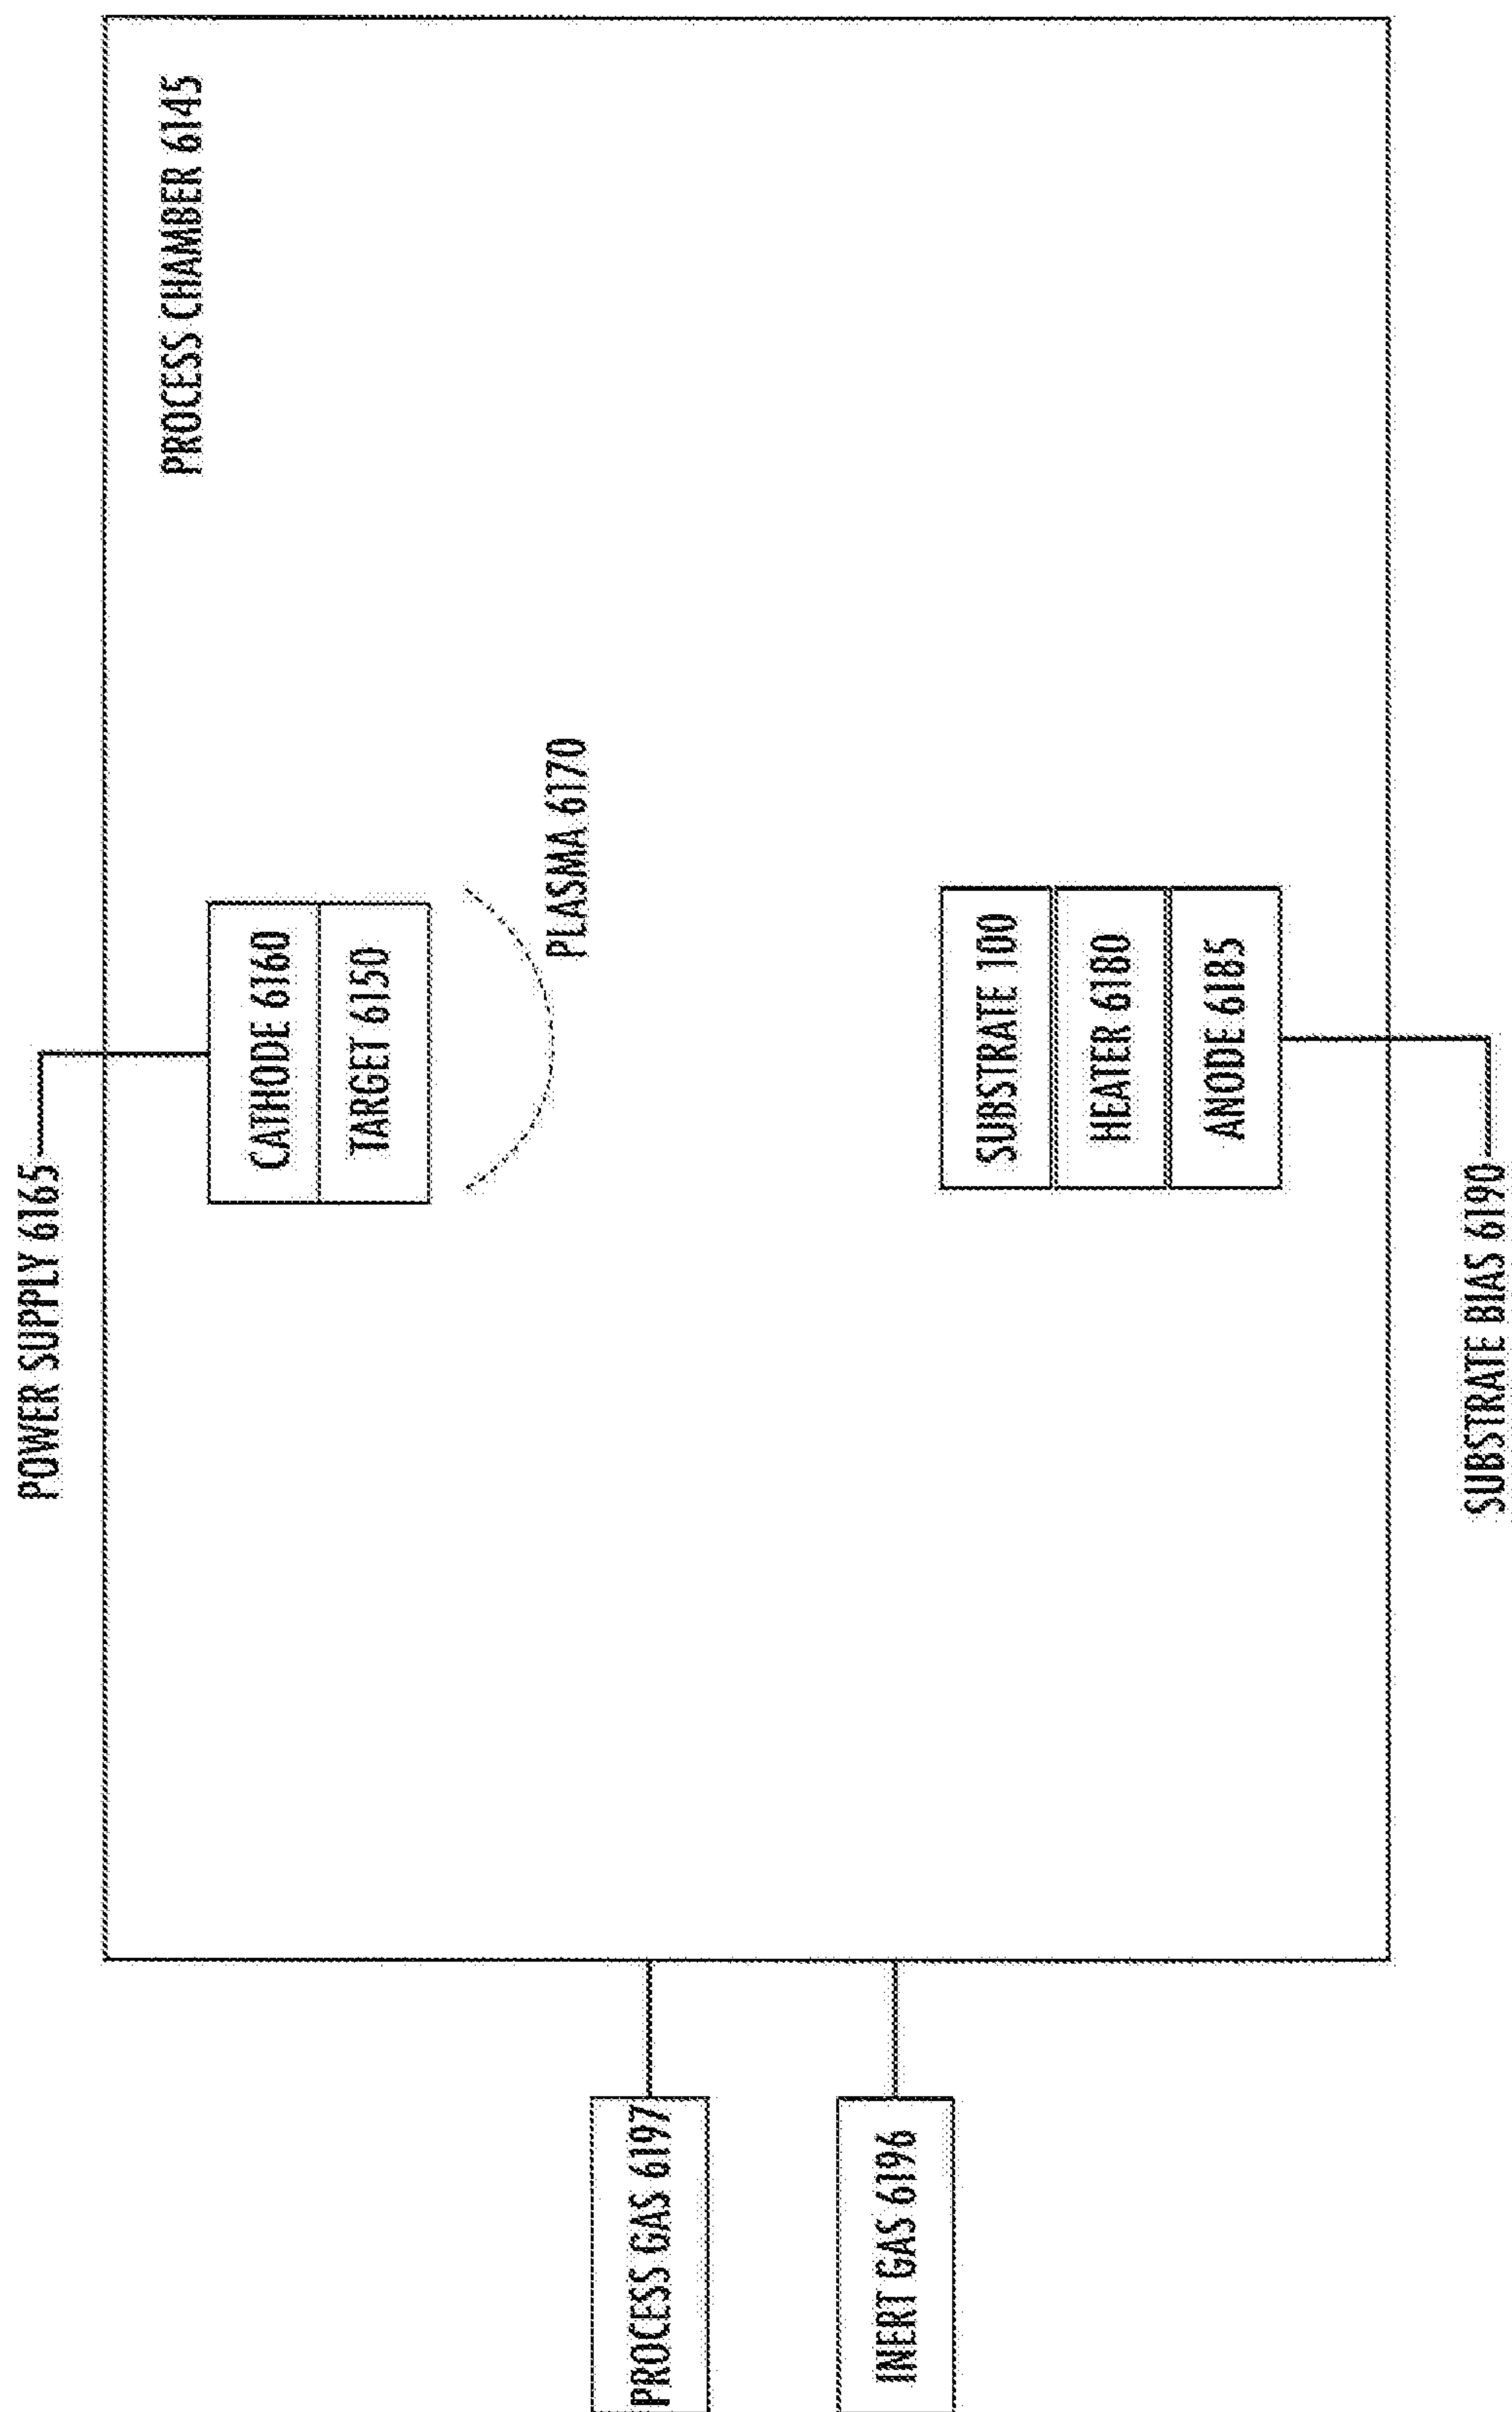 POWER SUPPLY 6165
PROCESS CHAMBER 6145
CATHODE 6160
TARGET 6150
PLASMA 6170
PROCESS GAS 6197
INERT GAS 6196
SUBSTRATE 100
HEATER 6180
ANODE 6185
SUBSTRATE BIAS 6190